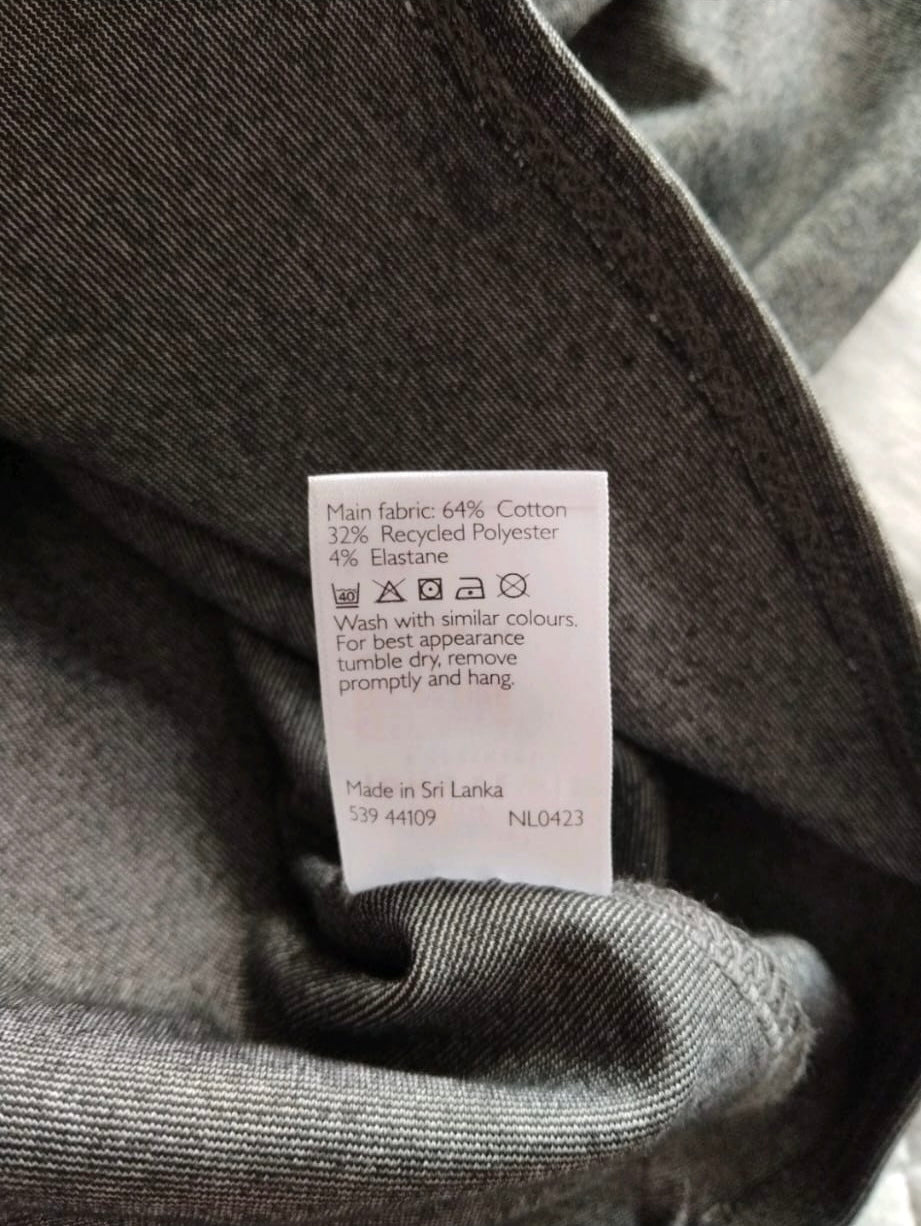 Main fabric: 64% Cotton
32% Recycled Polyester
4% Elastane
40
Wash with similar colours.
For best appearance
tumble dry, remove
promptly and hang.
Made in Sri Lanka
539 44109 NL0423